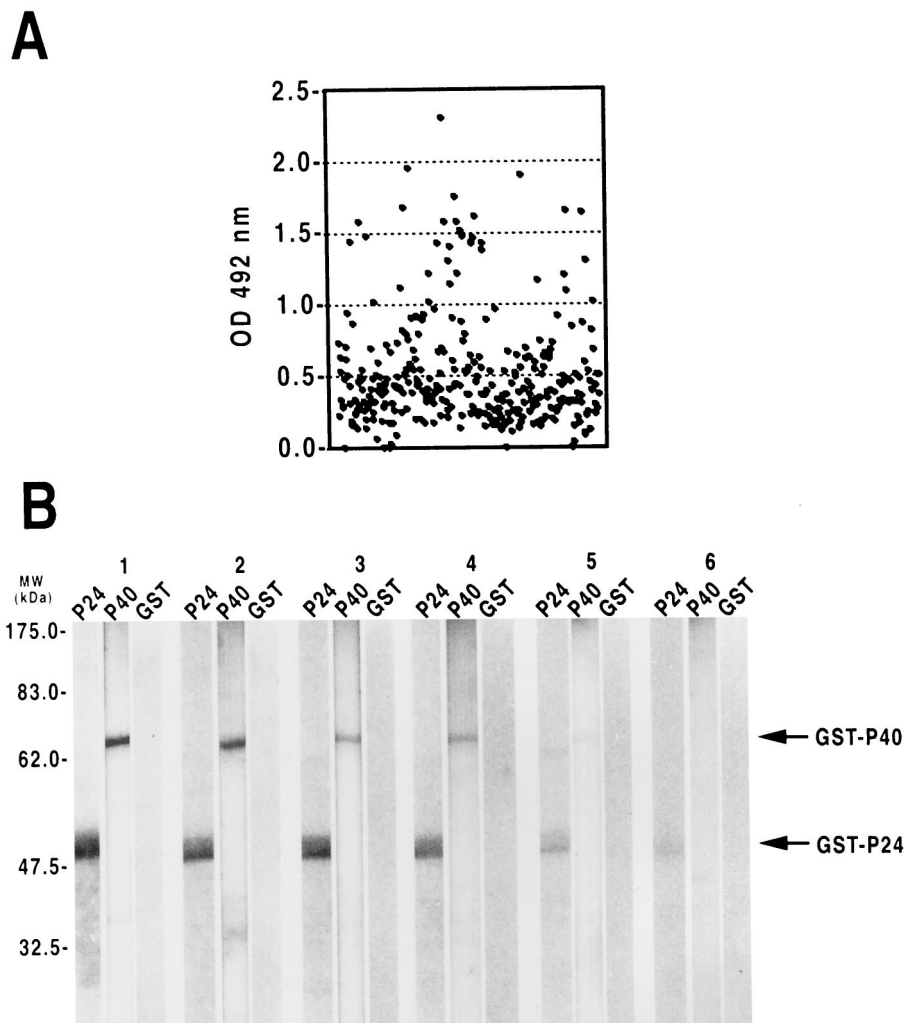 A
2.5-
2.0-
1.5-
1.0-
0.5-
0.0-
OD 492 nm
B
1 2 3 4 5 6
MW
(kDa)
P24 P40 GST P24 P40 GST P24 P40 GST P24 P40 GST P24 P40 GST P24 P40 GST
175.0-
83.0-
62.0-
47.5-
32.5-
GST-P40
GST-P24